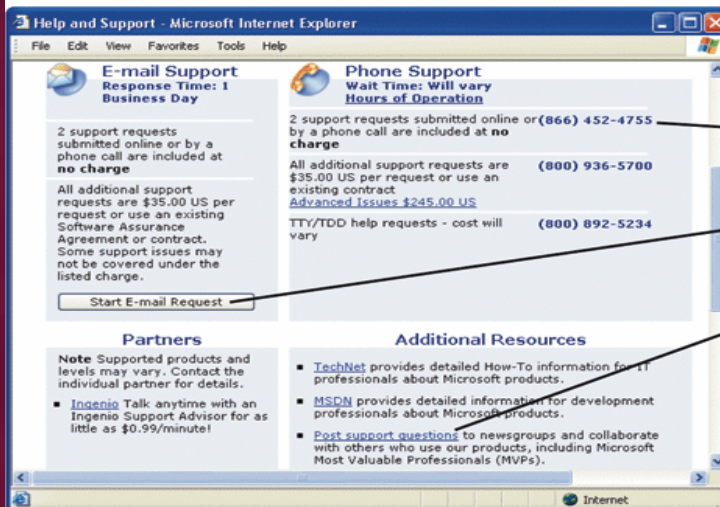 Help and Support - Microsoft Internet Explorer
File Edit View Favorites Tools Help
E-mail Support
Response Time: 1
Business Day
2 support requests
submitted online or by a
phone call are included at
no charge
All additional support
requests are $35.00 US per
request or use an existing
Software Assurance
Agreement or contract.
Some support issues may
not be covered under the
listed charge.
Start E-mail Request
Phone Support
Wait Time: Will vary
Hours of Operation
2 support requests submitted online or (866) 452-4755
by a phone call are included at no
charge
All additional support requests are (800) 936-5700
$35.00 US per request or use an
existing contract
Advanced Issues $245.00 US
TTY/TDD help requests - cost will (800) 892-5234
vary
Partners
Note Supported products and
levels may vary. Contact the
individual partner for details.
Ingenio Talk anytime with an
Ingenio Support Advisor for as
little as $0.99/minute!
Additional Resources
TechNet provides detailed How-To information for IT
professionals about Microsoft products.
MSDN provides detailed information for development
professionals about Microsoft products.
Post support questions to newsgroups and collaborate
with others who use our products, including Microsoft
Most Valuable Professionals (MVPs).
Internet